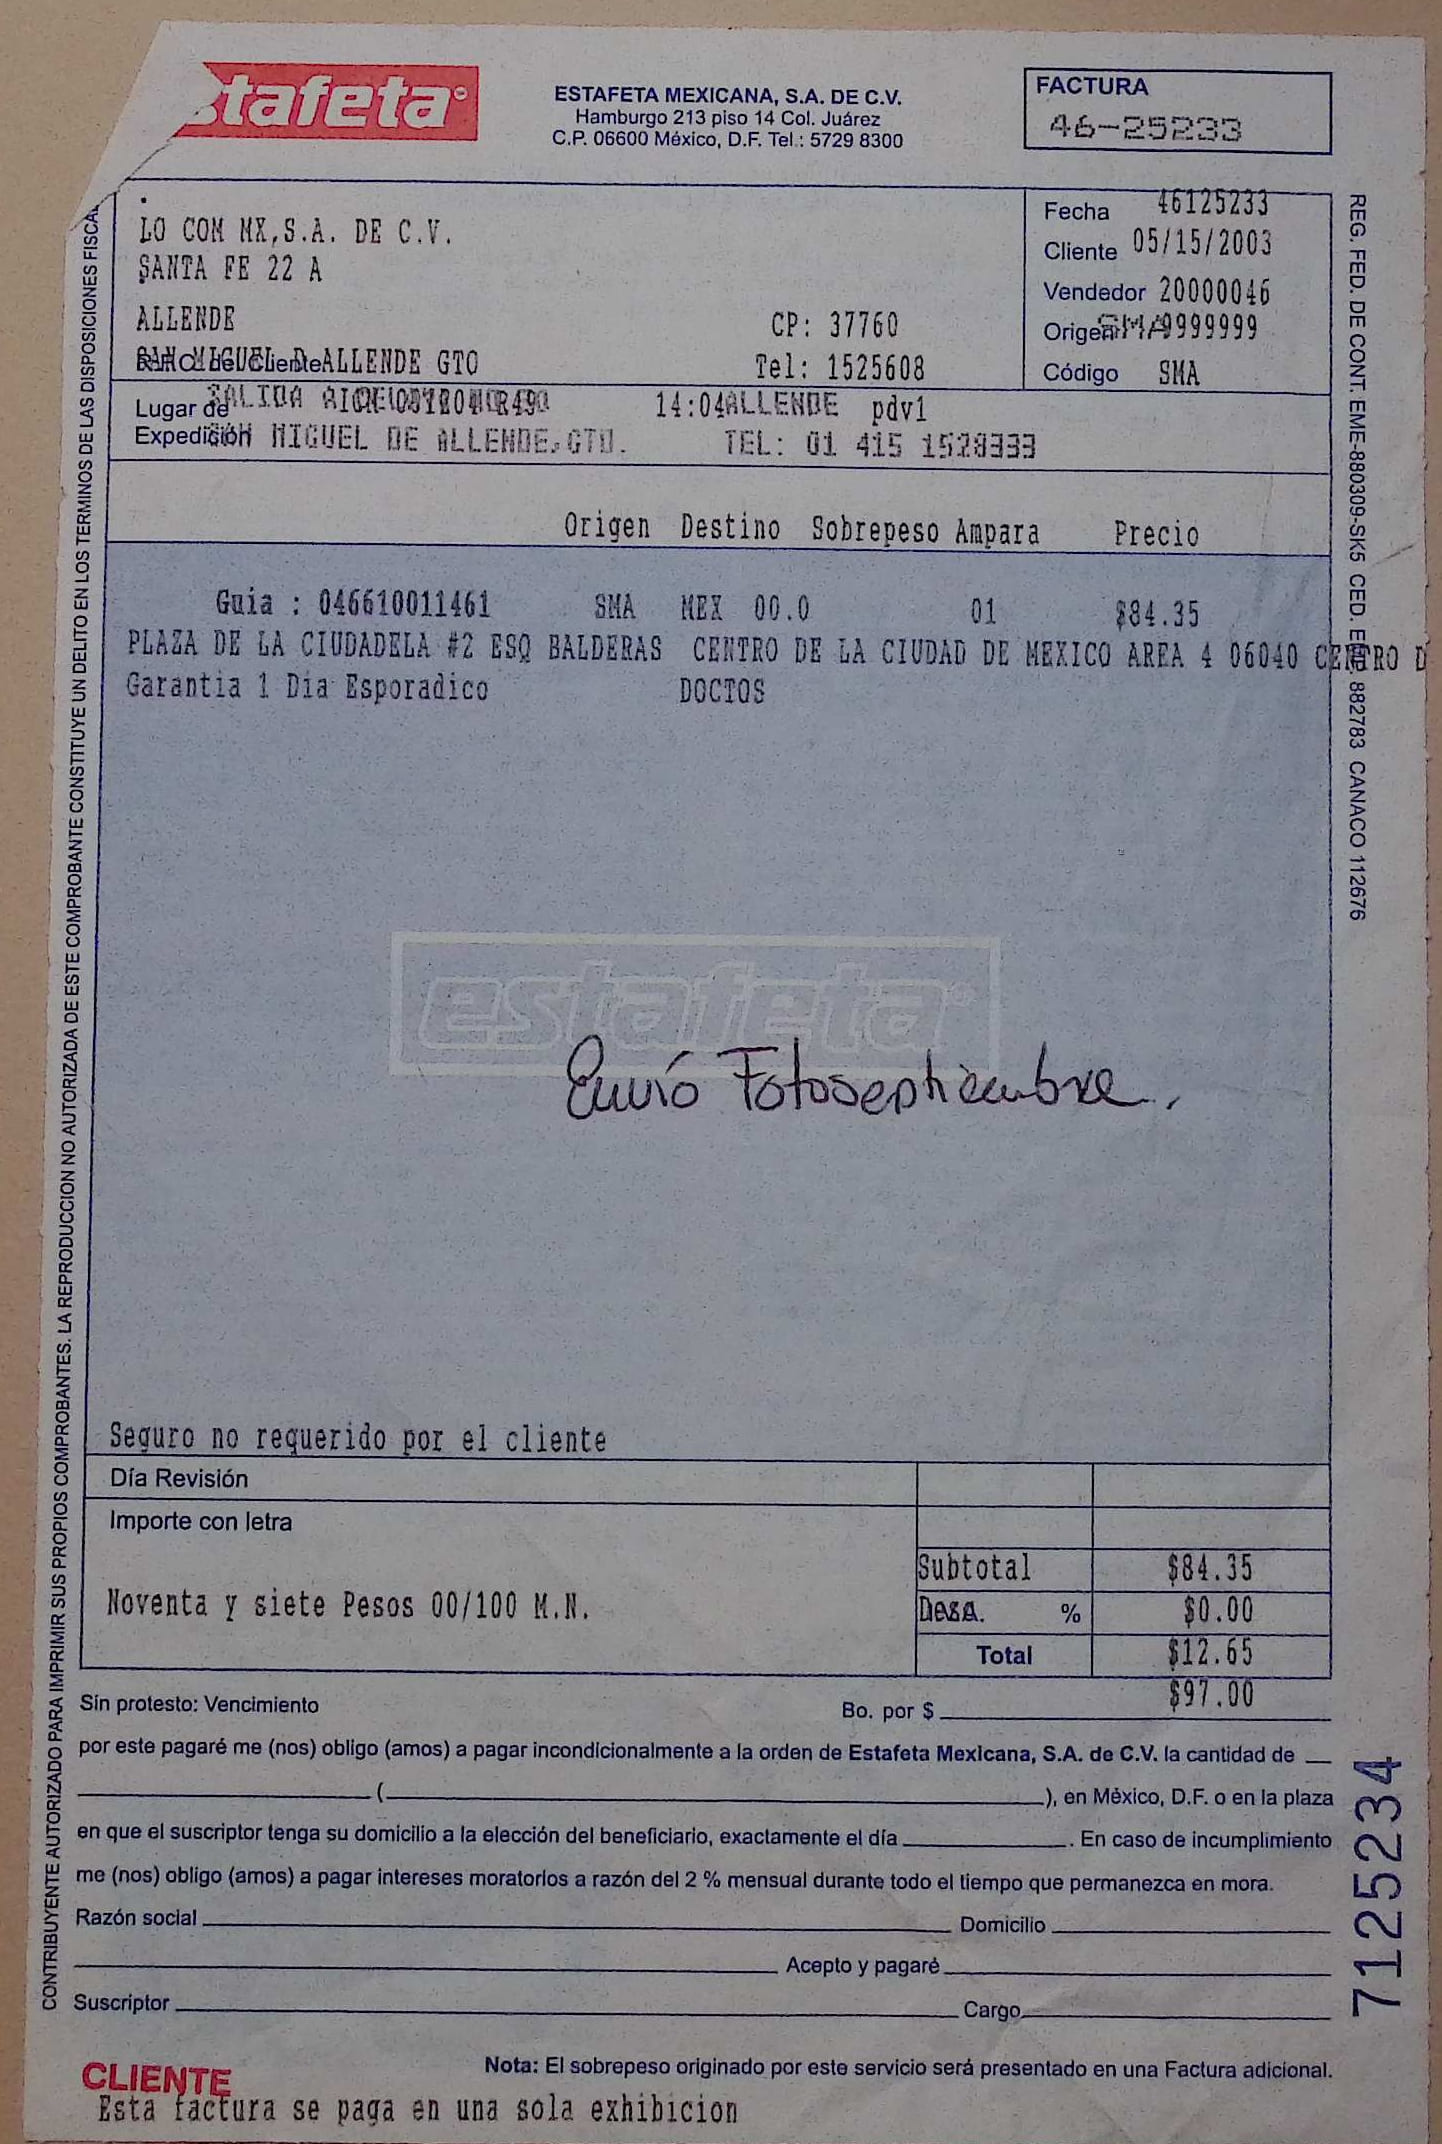 stafeta
ESTAFETA MEXICANA, S.A. DE C.V.
Hamburgo 213 piso 14 Col. Juárez
C.P. 06600 México, D.F. Tel.: 5729 8300
FACTURA
46-25233
LO COM MX,S.A. DE C.V.
SANTA FE 22 A
ALLENDE
CP: 37760
SAN MIGUEL D ALLENDE GTO
Tel: 1525608
Fecha 46125233
Cliente 05/15/2003
Vendedor 20000046
Origen SMA 9999999
Código SMA
Lugar de SALIDA 14:04 ALLENDE pdv1
Expedición SAN MIGUEL DE ALLENDE,GTO. TEL: 01 415 1528333
Origen Destino Sobrepeso Ampara Precio
Guia : 046610011461 SMA MEX 00.0 01 $84.35
PLAZA DE LA CIUDADELA #2 ESQ BALDERAS CENTRO DE LA CIUDAD DE MEXICO AREA 4 06040 CENTRO D
Garantia 1 Dia Esporadico DOCTOS
estafeta
Envió Fotoseptiembre.
Seguro no requerido por el cliente
Día Revisión
Importe con letra
Noventa y siete Pesos 00/100 M.N.
Subtotal $84.35
% $0.00
Total $12.65
$97.00
Sin protesto: Vencimiento Bo. por $
por este pagaré me (nos) obligo (amos) a pagar incondicionalmente a la orden de Estafeta Mexicana, S.A. de C.V. la cantidad de
( ), en México, D.F. o en la plaza
en que el suscriptor tenga su domicilio a la elección del beneficiario, exactamente el día . En caso de incumplimiento
me (nos) obligo (amos) a pagar intereses moratorios a razón del 2 % mensual durante todo el tiempo que permanezca en mora.
Razón social Domicilio
Acepto y pagaré
Suscriptor Cargo
Nota: El sobrepeso originado por este servicio será presentado en una Factura adicional.
CLIENTE
Esta factura se paga en una sola exhibicion
CONTRIBUYENTE AUTORIZADO PARA IMPRIMIR SUS PROPIOS COMPROBANTES. LA REPRODUCCION NO AUTORIZADA DE ESTE COMPROBANTE CONSTITUYE UN DELITO EN LOS TERMINOS DE LAS DISPOSICIONES FISCA
REG. FED. DE CONT. EME-880309-SK5 CED. EMP. 882783 CANACO 112676
7125234